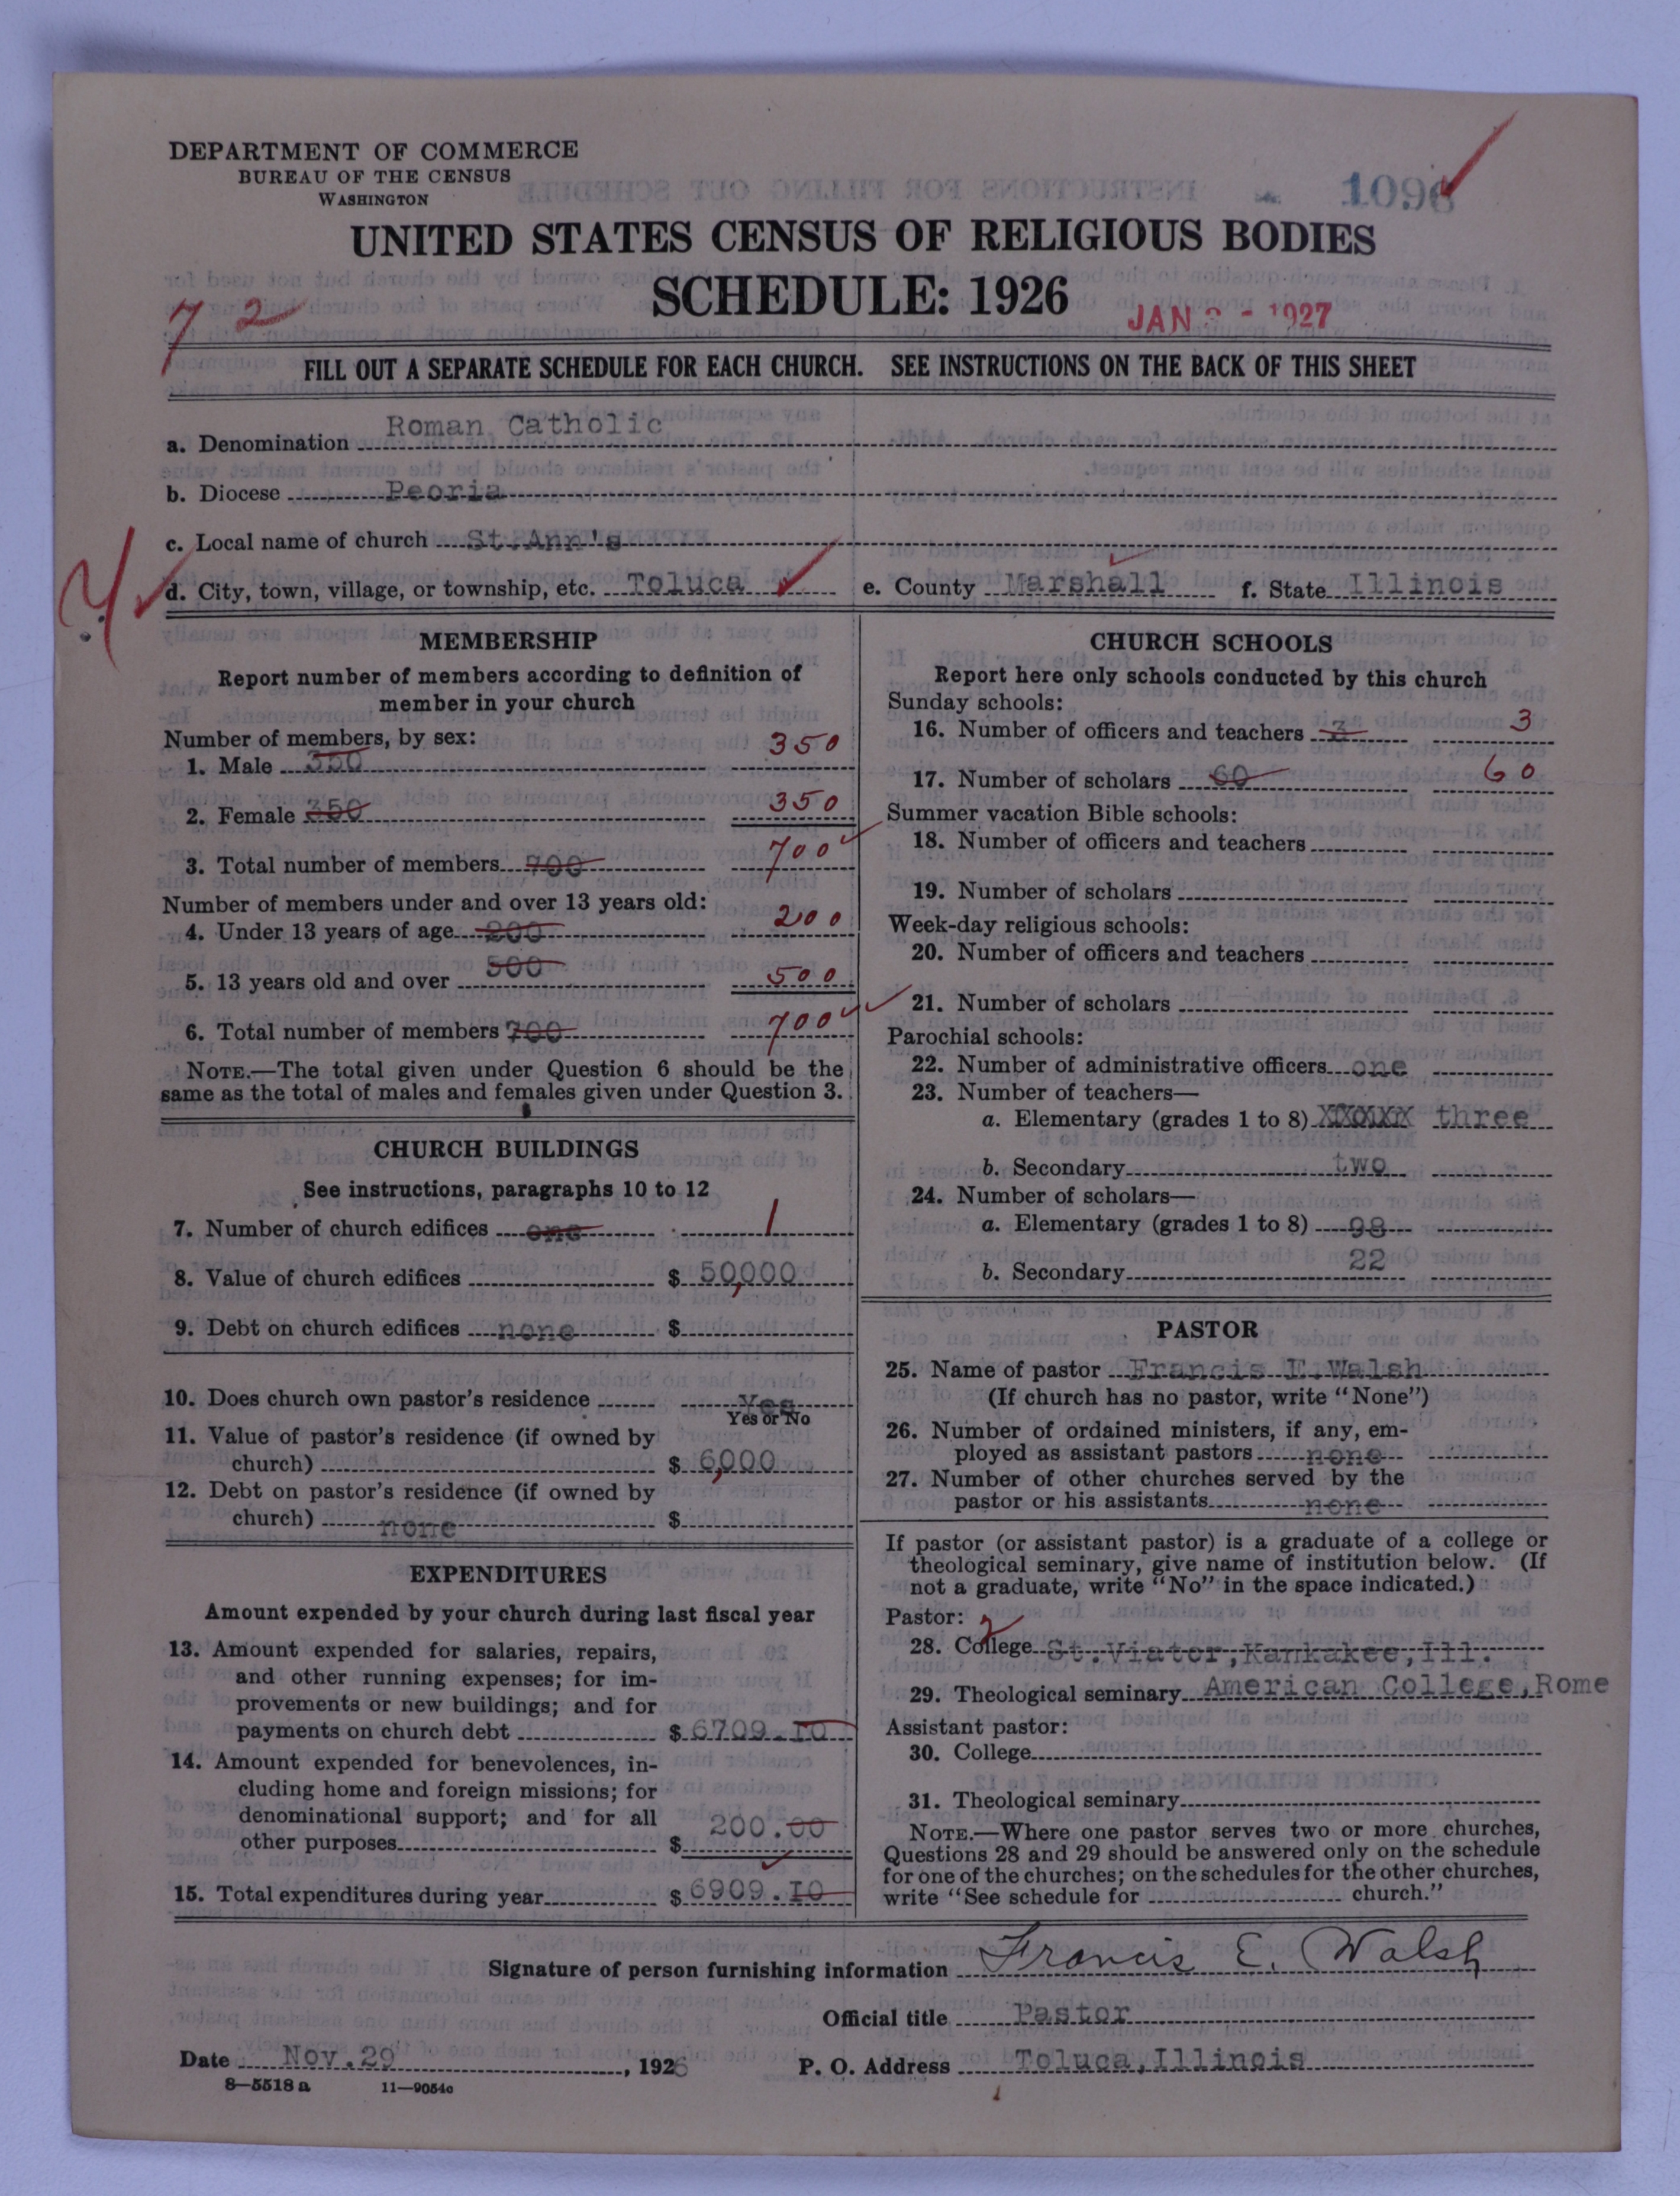 DEPARTMENT OF COMMERCE
BUREAU OF THE CENSUS
WASHINGTON
1096
UNITED STATES CENSUS OF RELIGIOUS BODIES
SCHEDULE: 1926
72
JAN - 1927
FILL OUT A SEPARATE SCHEDULE FOR EACH CHURCH. SEE INSTRUCTIONS ON THE BACK OF THIS SHEET
a. Denomination Roman Catholic
b. Diocese Peoria
c. Local name of church St.Ann's
d. City, town, village, or township, etc. Toluca e. County Marshall f. State Illinois
MEMBERSHIP
Report number of members according to definition of
member in your church
Number of members, by sex:
1. Male 350 350
2. Female 350 350
3. Total number of members 700 700
Number of members under and over 13 years old:
4. Under 13 years of age 200 200
5. 13 years old and over 500 500
6. Total number of members 700 700
NOTE.—The total given under Question 6 should be the
same as the total of males and females given under Question 3.
CHURCH BUILDINGS
See instructions, paragraphs 10 to 12
7. Number of church edifices one 1
8. Value of church edifices $ 50,000
9. Debt on church edifices none $
10. Does church own pastor's residence Yes
Yes or No
11. Value of pastor's residence (if owned by
church) $ 6,000
12. Debt on pastor's residence (if owned by
church) none $
EXPENDITURES
Amount expended by your church during last fiscal year
13. Amount expended for salaries, repairs,
and other running expenses; for im-
provements or new buildings; and for
payments on church debt $ 6709.10
14. Amount expended for benevolences, in-
cluding home and foreign missions; for
denominational support; and for all
other purposes $ 200.00
15. Total expenditures during year $ 6909.10
CHURCH SCHOOLS
Report here only schools conducted by this church
Sunday schools:
16. Number of officers and teachers 3 3
17. Number of scholars 60 60
Summer vacation Bible schools:
18. Number of officers and teachers
19. Number of scholars
Week-day religious schools:
20. Number of officers and teachers
21. Number of scholars
Parochial schools:
22. Number of administrative officers one
23. Number of teachers—
a. Elementary (grades 1 to 8) three
b. Secondary two
24. Number of scholars—
a. Elementary (grades 1 to 8) 98
b. Secondary 22
PASTOR
25. Name of pastor Francis E.Walsh
(If church has no pastor, write "None")
26. Number of ordained ministers, if any, em-
ployed as assistant pastors none
27. Number of other churches served by the
pastor or his assistants none
If pastor (or assistant pastor) is a graduate of a college or
theological seminary, give name of institution below. (If
not a graduate, write "No" in the space indicated.)
Pastor: 2
28. College St.Viator,Kankakee,Ill.
29. Theological seminary American College,Rome
Assistant pastor:
30. College
31. Theological seminary
NOTE.—Where one pastor serves two or more churches,
Questions 28 and 29 should be answered only on the schedule
for one of the churches; on the schedules for the other churches,
write "See schedule for church."
Signature of person furnishing information Francis E. Walsh
Official title Pastor
Date Nov.29, 1926 P. O. Address Toluca,Illinois
8—5518 a 11—9054c